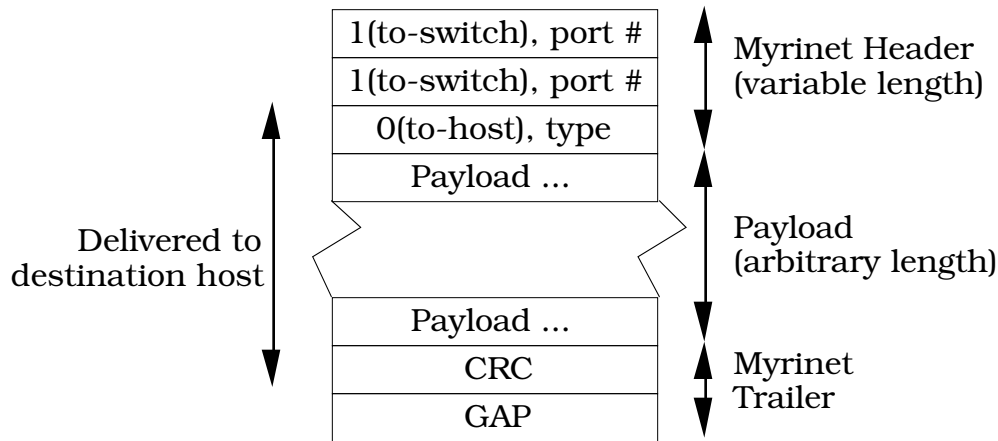 1(to-switch), port #
1(to-switch), port #
0(to-host), type
Payload ...
Payload ...
CRC
GAP
Delivered to
destination host
Myrinet Header
(variable length)
Payload
(arbitrary length)
Myrinet
Trailer